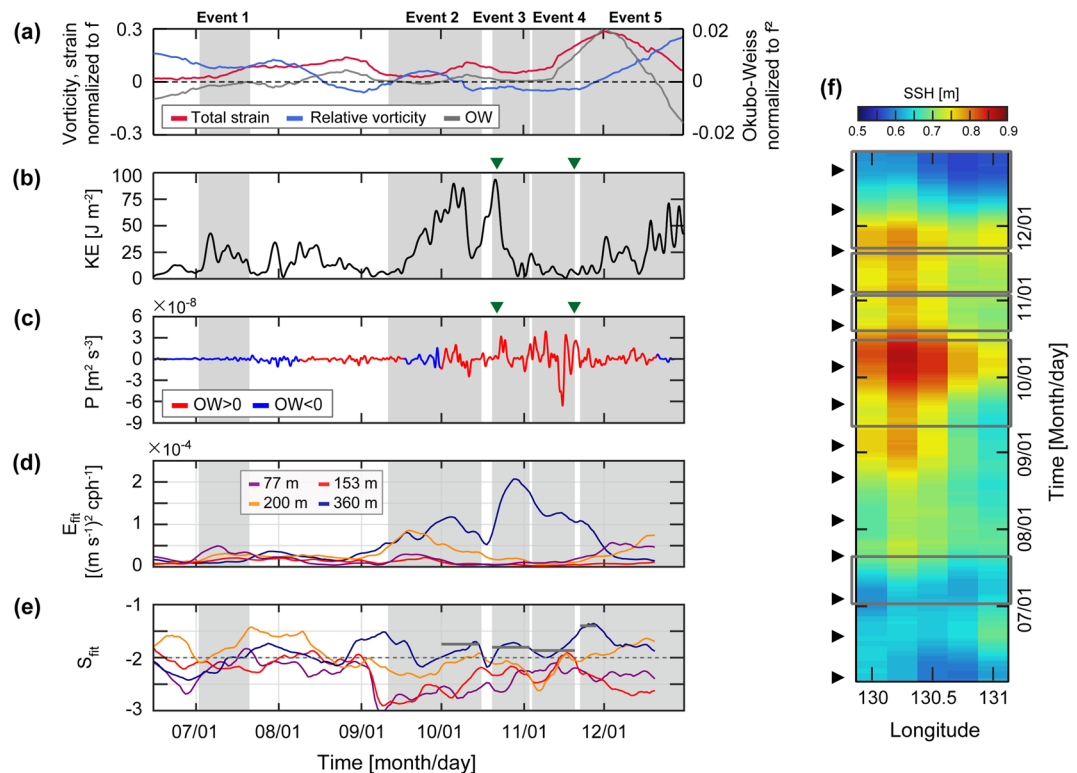 Event 1 Event 2 Event 3 Event 4 Event 5
(a)
Vorticity, strain
normalized to f
0.3
0
-0.3
0.02
0
-0.02
Okubo-Weiss
normalized to f²
Total strain Relative vorticity OW
(b)
KE [J m⁻²]
100
75
50
25
0
(c)
×10⁻⁸
P [m² s⁻³]
6
3
0
-3
-6
-9
OW>0 OW<0
(d)
×10⁻⁴
E_fit
[(m s⁻¹)² cph⁻¹]
2
1
0
77 m 153 m
200 m 360 m
(e)
S_fit
-1
-2
-3
07/01 08/01 09/01 10/01 11/01 12/01
Time [month/day]
(f)
SSH [m]
0.5 0.6 0.7 0.8 0.9
12/01
11/01
10/01
09/01
08/01
07/01
Time [Month/day]
130 130.5 131
Longitude